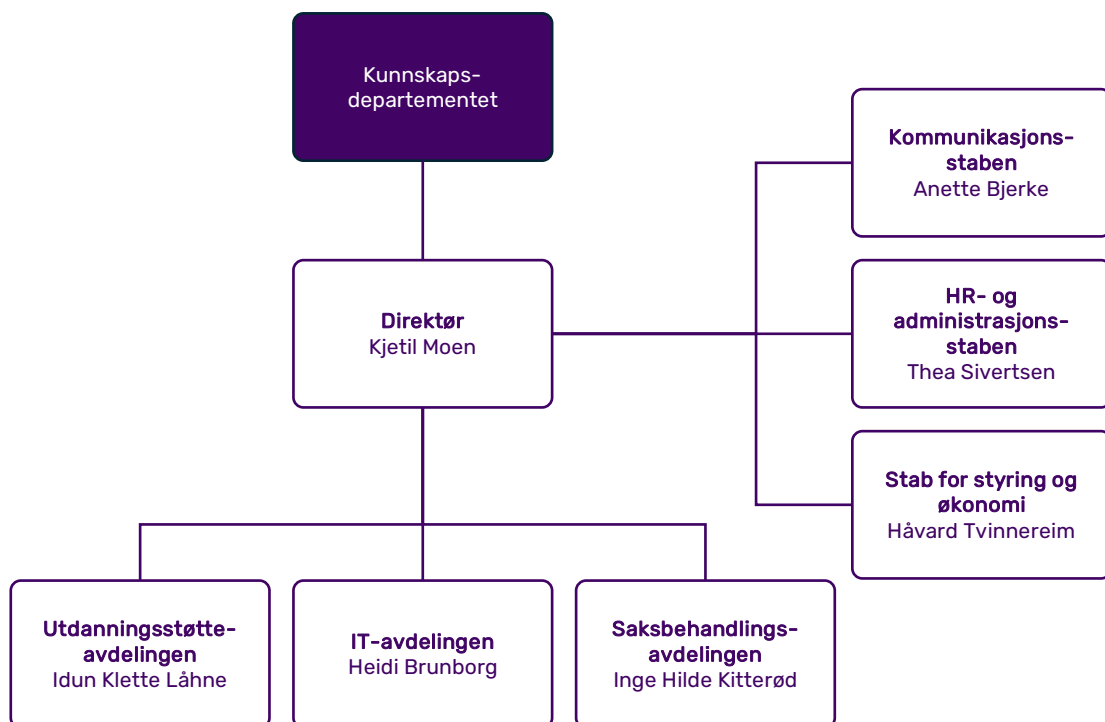 Kunnskaps-
departementet
Kommunikasjons-
staben
Anette Bjerke
Direktør
Kjetil Moen
HR- og
administrasjons-
staben
Thea Sivertsen
Stab for styring og
økonomi
Håvard Tvinnereim
Utdanningsstøtte-
avdelingen
Idun Klette Låhne
IT-avdelingen
Heidi Brunborg
Saksbehandlings-
avdelingen
Inge Hilde Kitterød